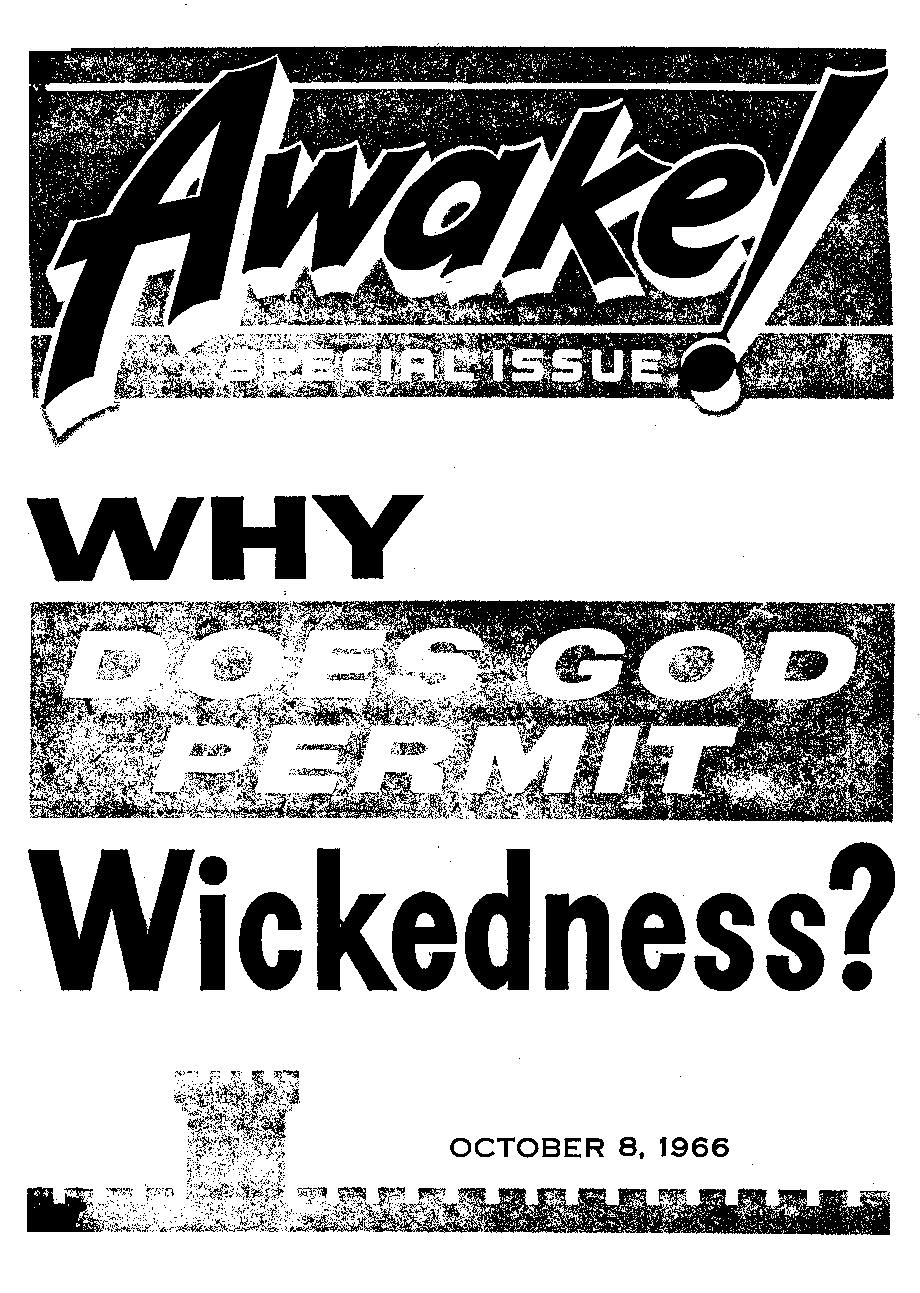 Awake!
SPECIAL ISSUE
WHY
DOES GOD
PERMIT
Wickedness?
OCTOBER 8, 1966